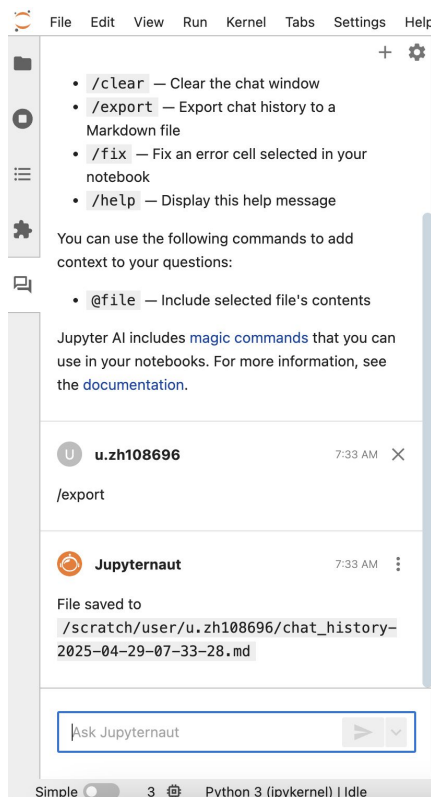 File Edit View Run Kernel Tabs Settings Help
• /clear — Clear the chat window
• /export — Export chat history to a
Markdown file
• /fix — Fix an error cell selected in your
notebook
• /help — Display this help message
You can use the following commands to add
context to your questions:
• @file — Include selected file's contents
Jupyter AI includes magic commands that you can
use in your notebooks. For more information, see
the documentation.
U u.zh108696 7:33 AM
/export
Jupyternaut 7:33 AM
File saved to
/scratch/user/u.zh108696/chat_history-
2025-04-29-07-33-28.md
Ask Jupyternaut
Simple 3 Python 3 (ipykernel) | Idle